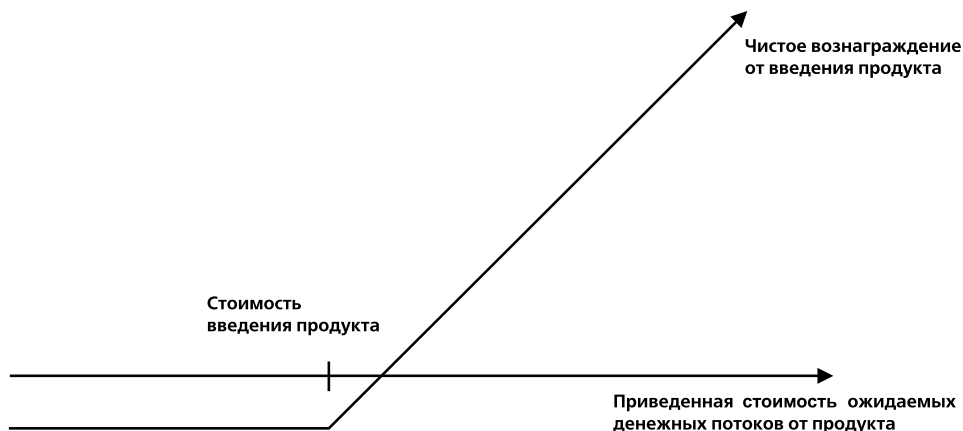 Чистое вознаграждение
от введения продукта
Стоимость
введения продукта
Приведенная стоимость ожидаемых
денежных потоков от продукта